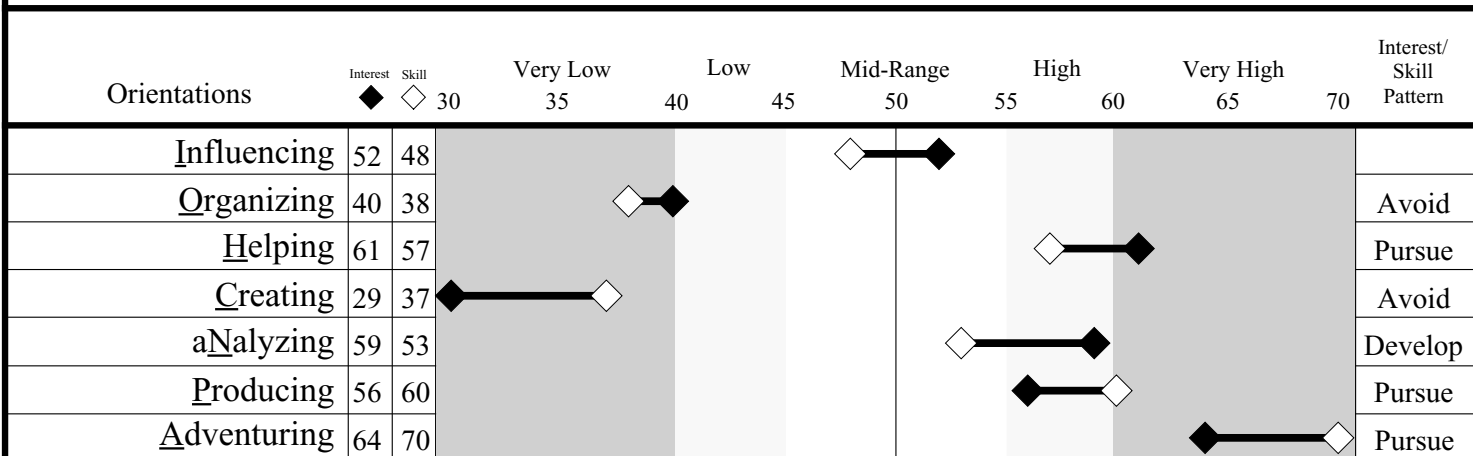 Orientations Interest Skill Very Low Low Mid-Range High Very High Interest/
Skill
Pattern
30 35 40 45 50 55 60 65 70
Influencing 52 48
Organizing 40 38 Avoid
Helping 61 57 Pursue
Creating 29 37 Avoid
aNalyzing 59 53 Develop
Producing 56 60 Pursue
Adventuring 64 70 Pursue